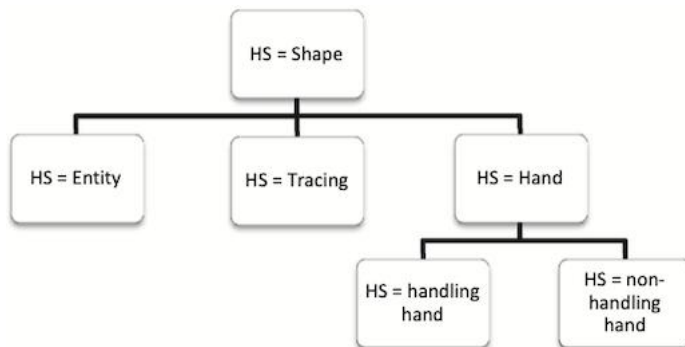 HS = Shape
HS = Entity
HS = Tracing
HS = Hand
HS = handling
hand
HS = non-
handling
hand